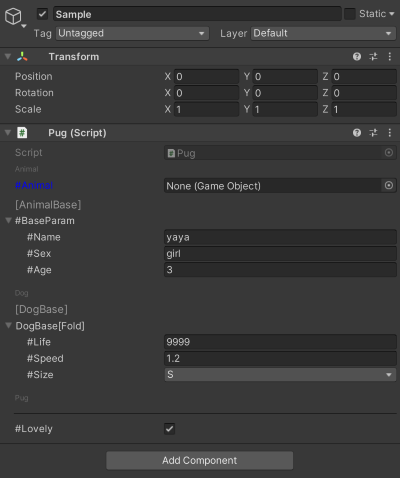 Sample
Static
Tag Untagged Layer Default
Transform
Position X 0 Y 0 Z 0
Rotation X 0 Y 0 Z 0
Scale X 1 Y 1 Z 1
# Pug (Script)
Script Pug
Animal
#Animal None (Game Object)
[AnimalBase]
#BaseParam
#Name yaya
#Sex girl
#Age 3
Dog
[DogBase]
DogBase[Fold]
#Life 9999
#Speed 1.2
#Size S
Pug
#Lovely
Add Component